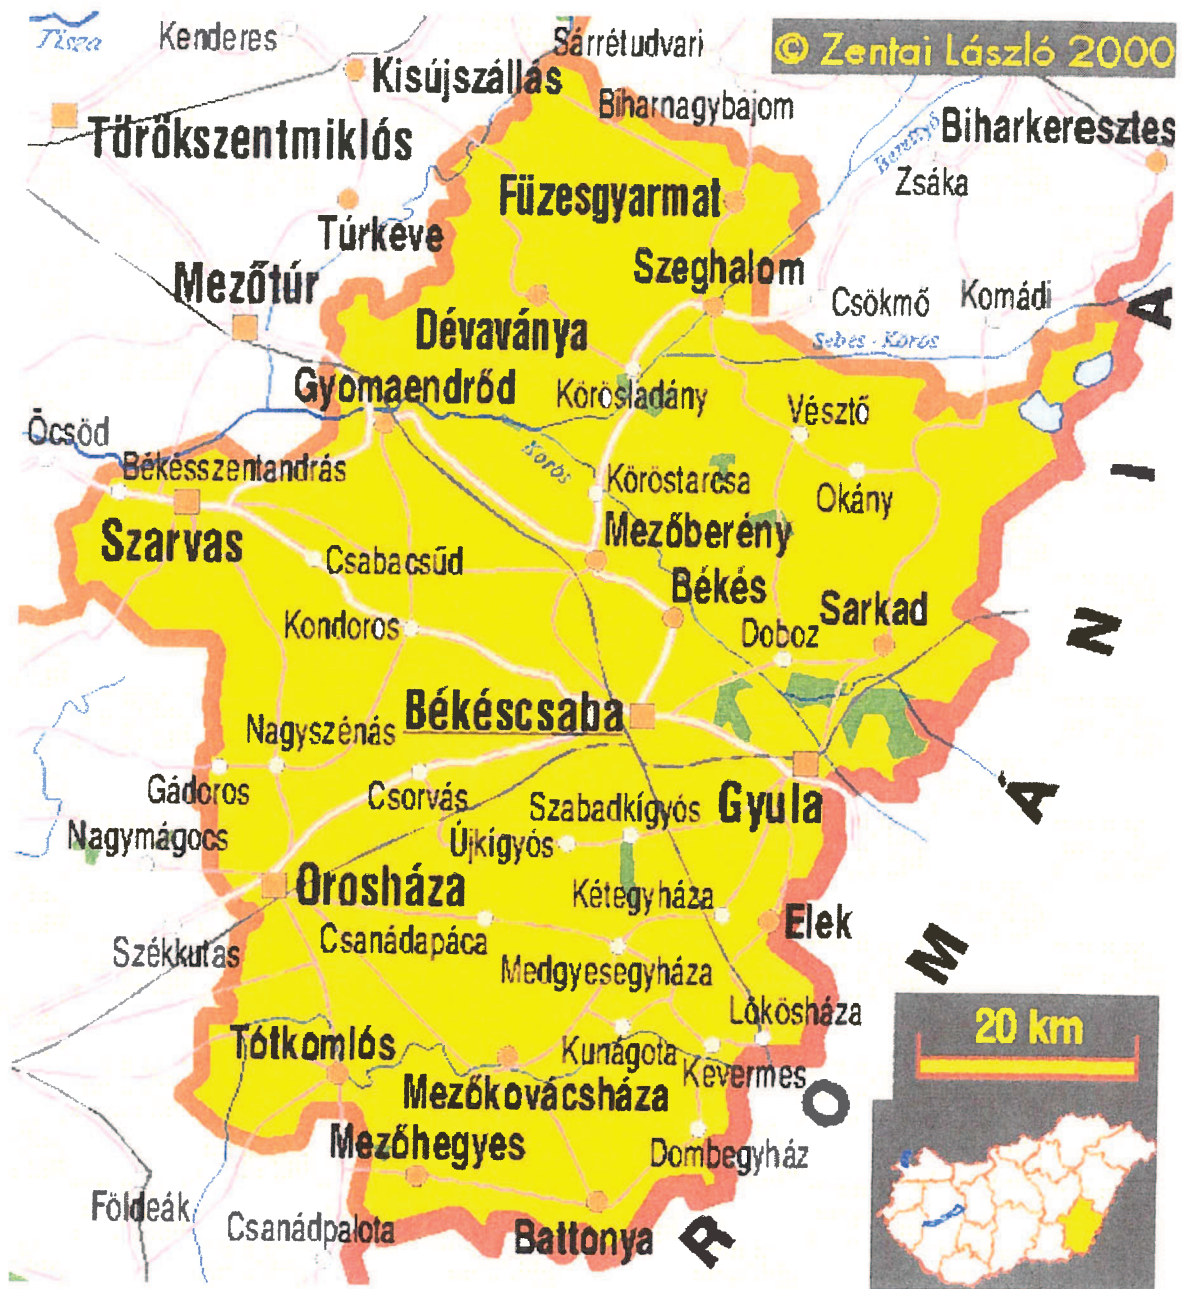 Tisza
Kenderes
Sárrétudvari
© Zentai László 2000
Kisújszállás
Biharnagybajom
Törökszentmiklós
Berettyó
Biharkeresztes
Zsáka
Füzesgyarmat
Túrkeve
Mezőtúr
Szeghalom
Csökmő
Komádi
Dévaványa
Sebes - Körös
Gyomaendrőd
Körösladány
Vésztő
Öcsöd
Békésszentandrás
Körös
Köröstarcsa
Okány
Szarvas
Mezőberény
Csabacsűd
Békés
Sarkad
Kondoros
Doboz
Békéscsaba
Nagyszénás
Gádoros
Csorvás
Szabadkígyós
Gyula
Nagymágocs
Újkígyós
Orosháza
Kétegyháza
Elek
Székkutas
Csanádapáca
Medgyesegyháza
Lőkösháza
20 km
Tótkomlós
Kunágota
Kevermes
Mezőkovácsháza
Mezőhegyes
Dombegyház
Földeák
Csanádpalota
Battonya
R O M Á N I A